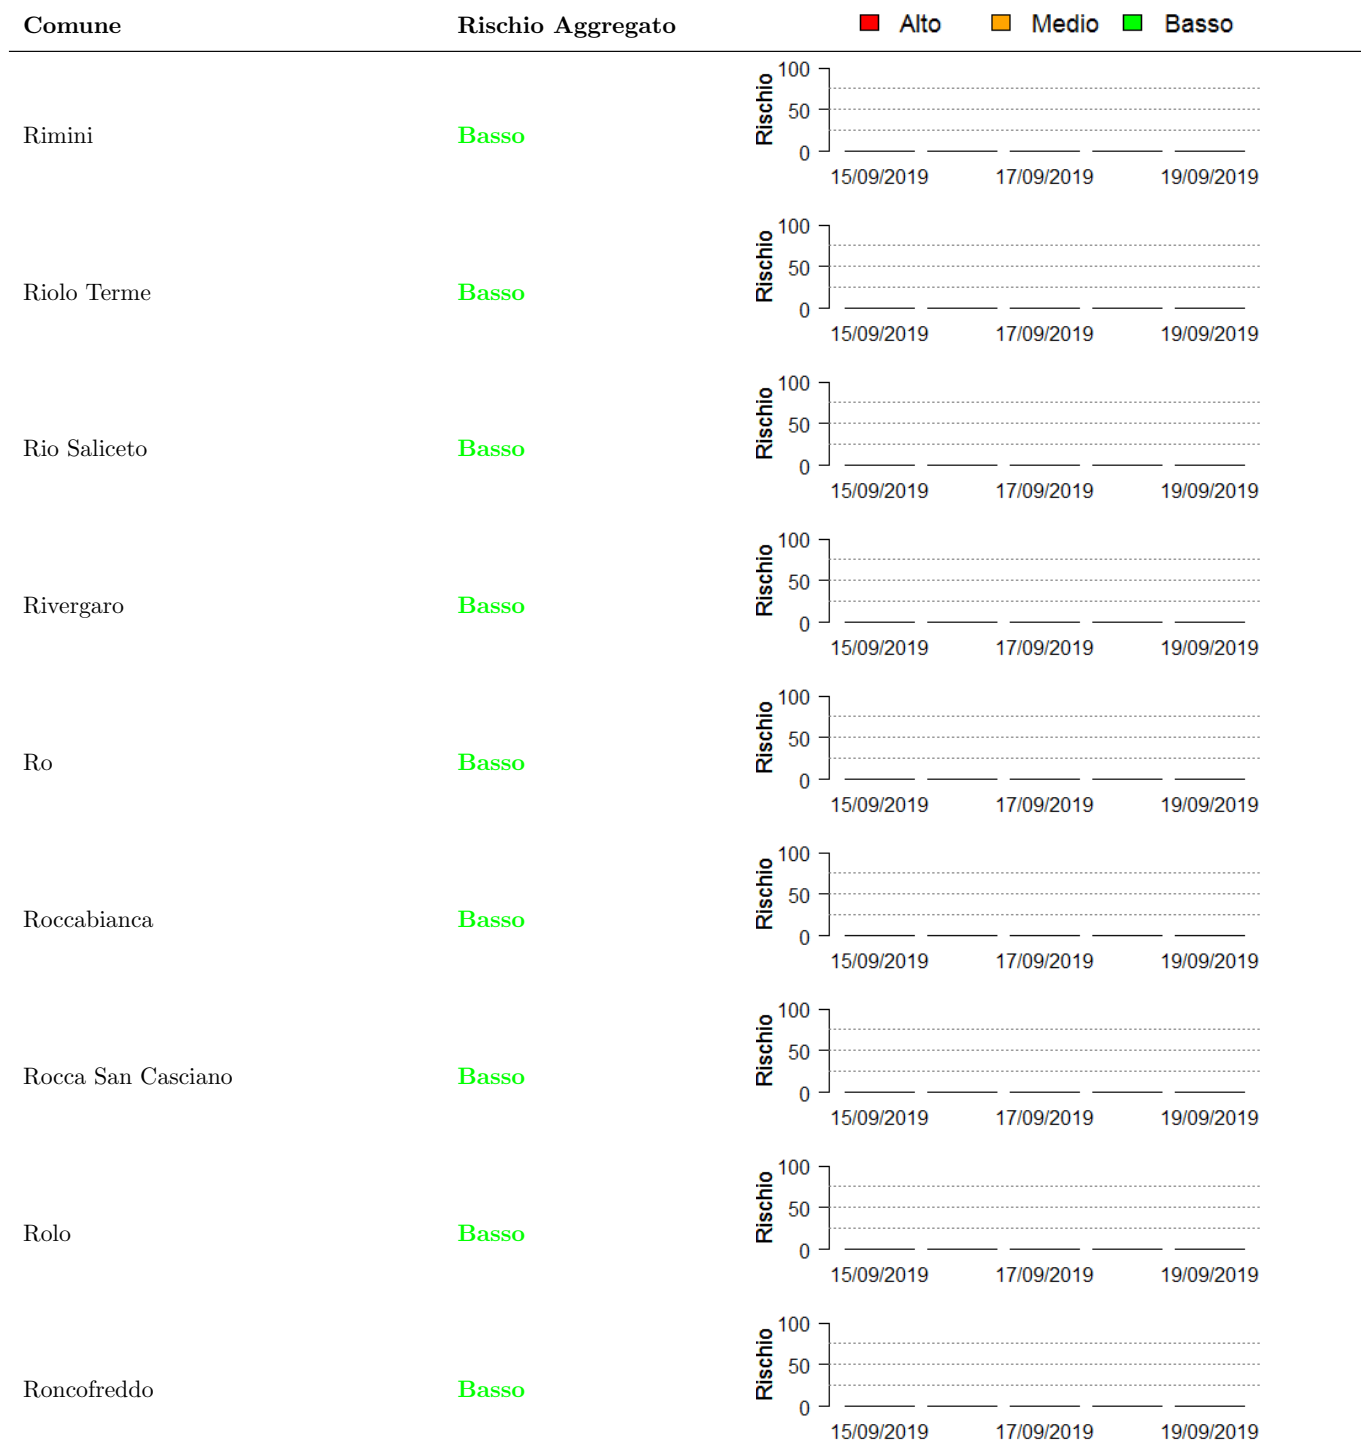 Comune Rischio Aggregato Alto Medio Basso
100
Rischio
50
Rimini Basso
0
15/09/2019 17/09/2019 19/09/2019
100
Rischio
50
Riolo Terme Basso
0
15/09/2019 17/09/2019 19/09/2019
100
Rischio
50
Rio Saliceto Basso
0
15/09/2019 17/09/2019 19/09/2019
100
Rischio
50
Rivergaro Basso
0
15/09/2019 17/09/2019 19/09/2019
100
Rischio
50
Ro Basso
0
15/09/2019 17/09/2019 19/09/2019
100
Rischio
50
Roccabianca Basso
0
15/09/2019 17/09/2019 19/09/2019
100
Rischio
50
Rocca San Casciano Basso
0
15/09/2019 17/09/2019 19/09/2019
100
Rischio
50
Rolo Basso
0
15/09/2019 17/09/2019 19/09/2019
100
Rischio
50
Roncofreddo Basso
0
15/09/2019 17/09/2019 19/09/2019